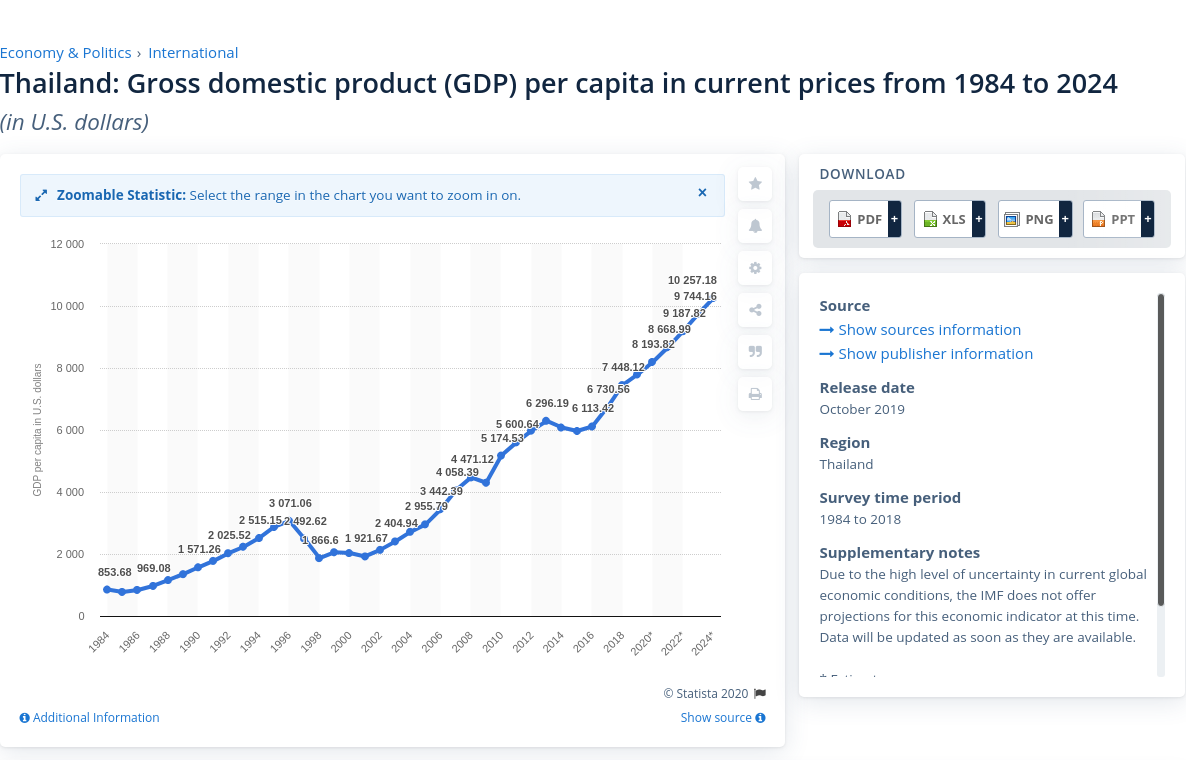 Economy & Politics › International
Thailand: Gross domestic product (GDP) per capita in current prices from 1984 to 2024
(in U.S. dollars)
Zoomable Statistic: Select the range in the chart you want to zoom in on. ×
12 000
10 000
8 000
6 000
4 000
2 000
0
GDP per capita in U.S. dollars
853.68
969.08
1 571.26
2 025.52
2 515.15
3 071.06
2 492.62
1 866.6
1 921.67
2 404.94
2 955.79
3 442.39
4 058.39
4 471.12
5 174.53
5 600.64
6 296.19
6 113.42
6 730.56
7 448.12
8 193.82
8 668.99
9 187.82
9 744.16
10 257.18
1984 1986 1988 1990 1992 1994 1996 1998 2000 2002 2004 2006 2008 2010 2012 2014 2016 2018 2020* 2022* 2024*
© Statista 2020
Additional Information
Show source
DOWNLOAD
PDF + XLS + PNG + PPT +
Source
Show sources information
Show publisher information
Release date
October 2019
Region
Thailand
Survey time period
1984 to 2018
Supplementary notes
Due to the high level of uncertainty in current global
economic conditions, the IMF does not offer
projections for this economic indicator at this time.
Data will be updated as soon as they are available.